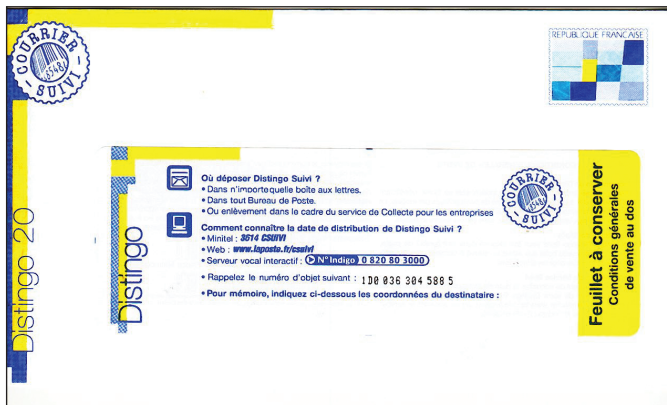 COURRIER SUIVI
6548
REPUBLIQUE FRANCAISE
Distingo 20
Distingo
Où déposer Distingo Suivi ?
• Dans n'importe quelle boîte aux lettres.
• Dans tout Bureau de Poste.
• Ou enlèvement dans le cadre du service de Collecte pour les entreprises
Comment connaître la date de distribution de Distingo Suivi ?
• Minitel : 3614 CSUIVI
• Web : www.laposte.fr/csuivi
• Serveur vocal interactif : N° Indigo 0 820 80 3000
• Rappelez le numéro d'objet suivant : 1D0 036 304 588 5
• Pour mémoire, indiquez ci-dessous les coordonnées du destinataire :
COURRIER SUIVI
6548
Feuillet à conserver
Conditions générales
de vente au dos